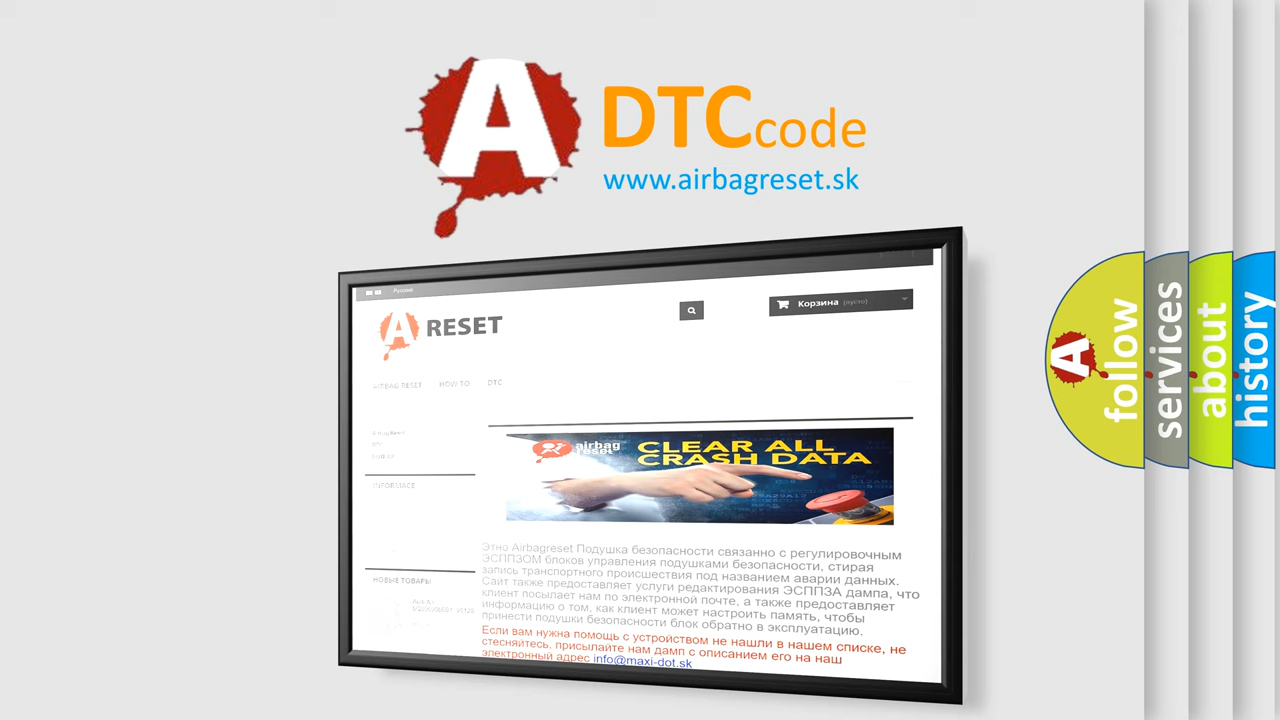 A
DTC code
www.airbagreset.sk
Русский
A RESET
Корзина (пусто)
AIRBAG RESET HOW TO DTC
INFORMACE
НОВЫЕ ТОВАРЫ
airbag
reset
CLEAR ALL
CRASH DATA
Этно Airbagreset Подушка безопасности связанно с регулировочным
ЭСППЗОМ блоков управления подушками безопасности, стирая
запись транспортного происшествия под названием аварии данных.
Сайт также предоставляет услуги редактирования ЭСППЗА дампа, что
клиент посылает нам по электронной почте, а также предоставляет
информацию о том, как клиент может настроить память, чтобы
принести подушки безопасности блок обратно в эксплуатацию.
Если вам нужна помощь с устройством не нашли в нашем списке, не
стесняйтесь, присылайте нам дамп с описанием его на наш
электронный адрес info@maxi-dot.sk
A
follow
services
about
history